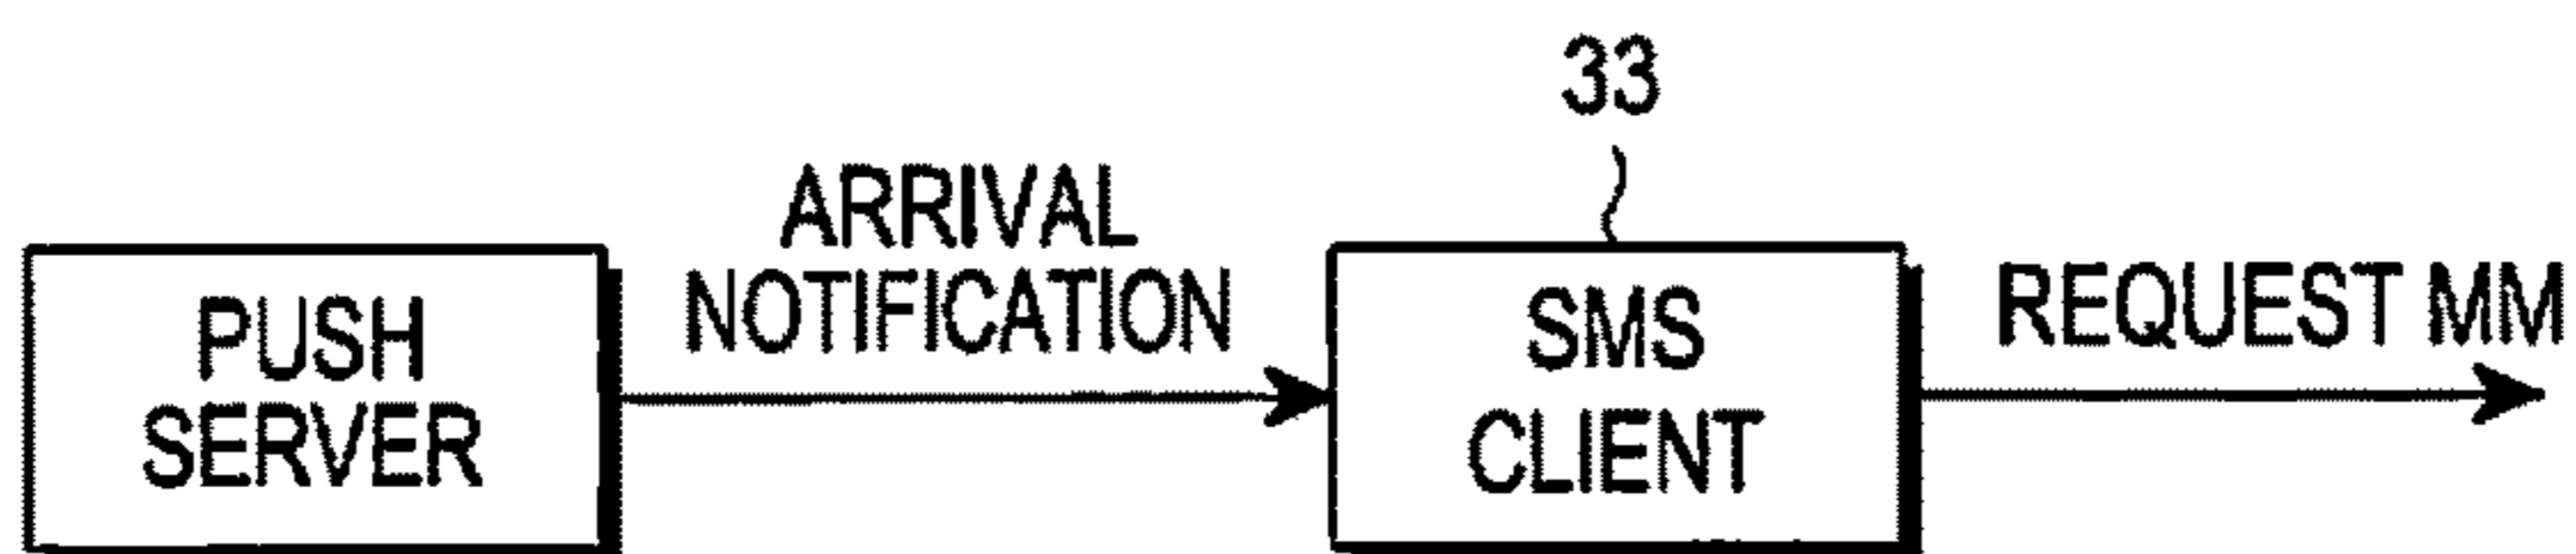 33
ARRIVAL
NOTIFICATION
REQUEST MM
PUSH
SERVER
SMS
CLIENT